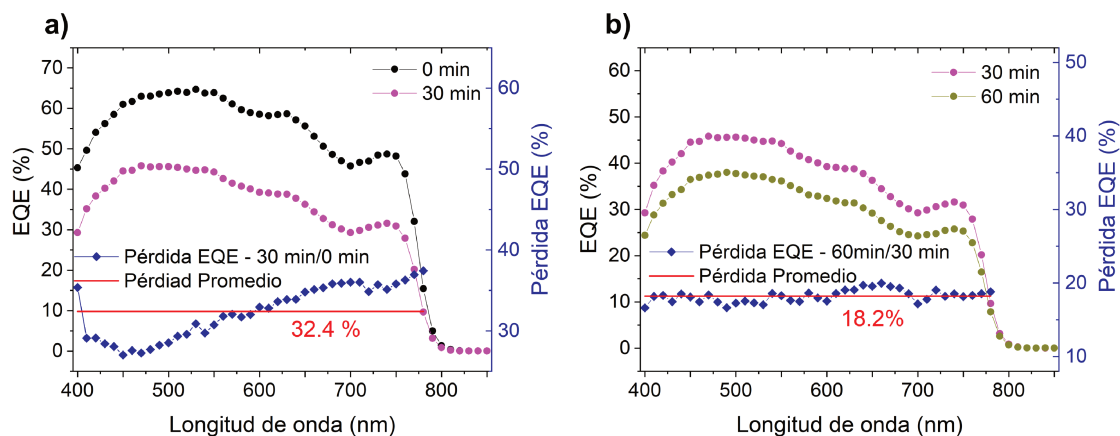 a)
EQE (%)
70
60
50
40
30
20
10
0
0 min
30 min
Pérdida EQE - 30 min/0 min
Pérdiad Promedio
32.4 %
400
500
600
700
800
Longitud de onda (nm)
60
50
40
30
Pérdida EQE (%)
b)
EQE (%)
60
50
40
30
20
10
0
30 min
60 min
Pérdida EQE - 60min/30 min
Pérdida Promedio
18.2%
400
500
600
700
800
Longitud de onda (nm)
50
40
30
20
10
Pérdida EQE (%)